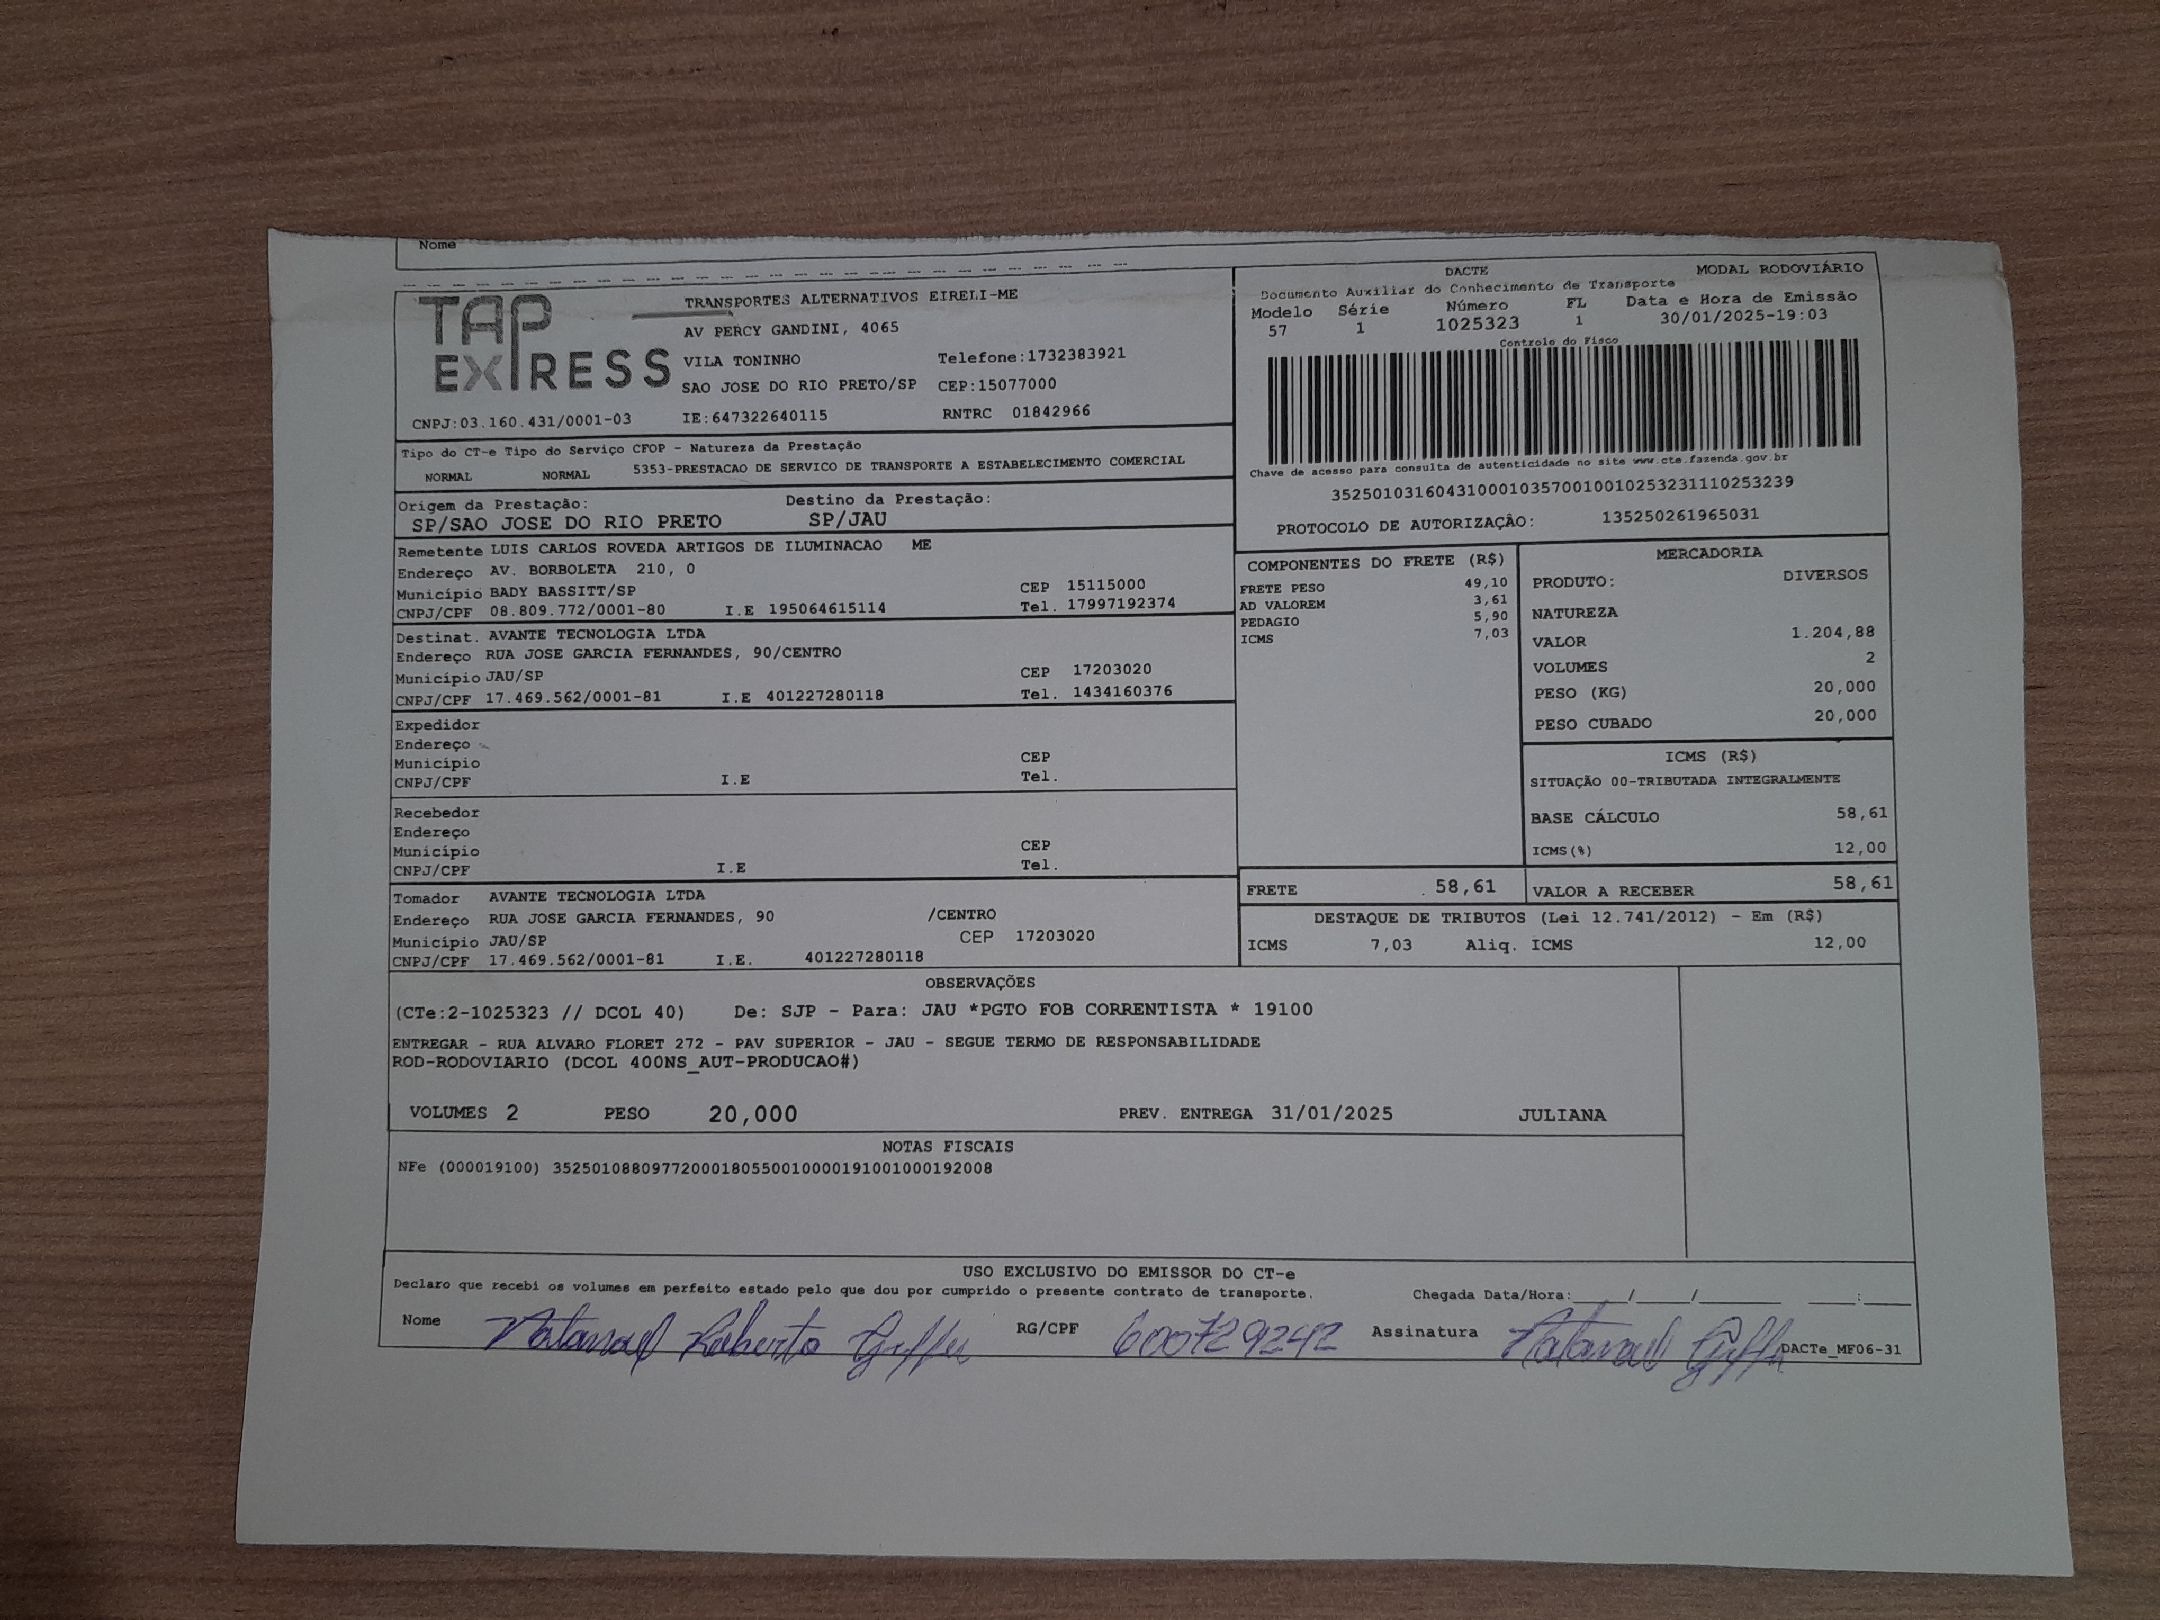 Nome
TAP
EXPRESS
TRANSPORTES ALTERNATIVOS EIRELI-ME
AV PERCY GANDINI, 4065
VILA TONINHO Telefone:1732383921
SAO JOSE DO RIO PRETO/SP CEP:15077000
CNPJ:03.160.431/0001-03 IE:647322640115 RNTRC 01842966
DACTE MODAL RODOVIÁRIO
Documento Auxiliar do Conhecimento de Transporte
Modelo Série Número FL Data e Hora de Emissão
57 1 1025323 1 30/01/2025-19:03
Controle do Fisco
Chave de acesso para consulta de autenticidade no site www.cte.fazenda.gov.br
35250103160431000103570010010253231110253239
PROTOCOLO DE AUTORIZAÇÃO: 135250261965031
Tipo do CT-e Tipo do Serviço CFOP - Natureza da Prestação
NORMAL NORMAL 5353-PRESTACAO DE SERVICO DE TRANSPORTE A ESTABELECIMENTO COMERCIAL
Origem da Prestação: Destino da Prestação:
SP/SAO JOSE DO RIO PRETO SP/JAU
Remetente LUIS CARLOS ROVEDA ARTIGOS DE ILUMINACAO ME
Endereço AV. BORBOLETA 210, 0
Município BADY BASSITT/SP CEP 15115000
CNPJ/CPF 08.809.772/0001-80 I.E 195064615114 Tel. 17997192374
Destinat. AVANTE TECNOLOGIA LTDA
Endereço RUA JOSE GARCIA FERNANDES, 90/CENTRO
Município JAU/SP CEP 17203020
CNPJ/CPF 17.469.562/0001-81 I.E 401227280118 Tel. 1434160376
Expedidor
Endereço
Município CEP
CNPJ/CPF I.E Tel.
Recebedor
Endereço
Município CEP
CNPJ/CPF I.E Tel.
Tomador AVANTE TECNOLOGIA LTDA
Endereço RUA JOSE GARCIA FERNANDES, 90 /CENTRO
Município JAU/SP CEP 17203020
CNPJ/CPF 17.469.562/0001-81 I.E. 401227280118
COMPONENTES DO FRETE (R$)
FRETE PESO 49,10
AD VALOREM 3,61
PEDAGIO 5,90
ICMS 7,03
MERCADORIA
PRODUTO: DIVERSOS
NATUREZA
VALOR 1.204,88
VOLUMES 2
PESO (KG) 20,000
PESO CUBADO 20,000
ICMS (R$)
SITUAÇÃO 00-TRIBUTADA INTEGRALMENTE
BASE CÁLCULO 58,61
ICMS(%) 12,00
FRETE 58,61 VALOR A RECEBER 58,61
DESTAQUE DE TRIBUTOS (Lei 12.741/2012) - Em (R$)
ICMS 7,03 Aliq. ICMS 12,00
OBSERVAÇÕES
(CTe:2-1025323 // DCOL 40) De: SJP - Para: JAU *PGTO FOB CORRENTISTA * 19100
ENTREGAR - RUA ALVARO FLORET 272 - PAV SUPERIOR - JAU - SEGUE TERMO DE RESPONSABILIDADE
ROD-RODOVIARIO (DCOL 400NS_AUT-PRODUCAO#)
VOLUMES 2 PESO 20,000 PREV. ENTREGA 31/01/2025 JULIANA
NOTAS FISCAIS
NFe (000019100) 35250108809772000180550010000191001000192008
USO EXCLUSIVO DO EMISSOR DO CT-e
Declaro que recebi os volumes em perfeito estado pelo que dou por cumprido o presente contrato de transporte. Chegada Data/Hora:_____/_____/_______ ____:____
Nome Natanael Roberto RG/CPF 600729242 Assinatura Natanael
DACTe_MF06-31